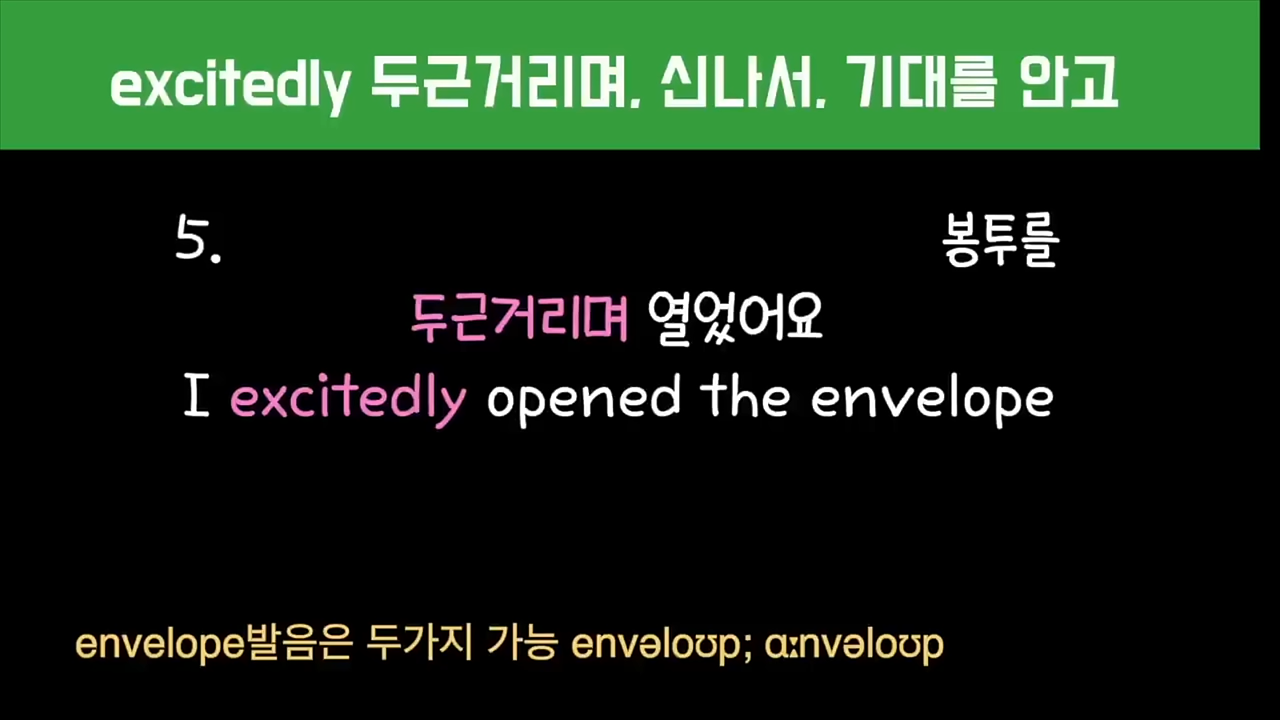 excitedly 두근거리며, 신나서, 기대를 안고
5. 봉투를
두근거리며 열었어요
I excitedly opened the envelope
envelope발음은 두가지 가능 envəloʊp; ɑːnvəloʊp